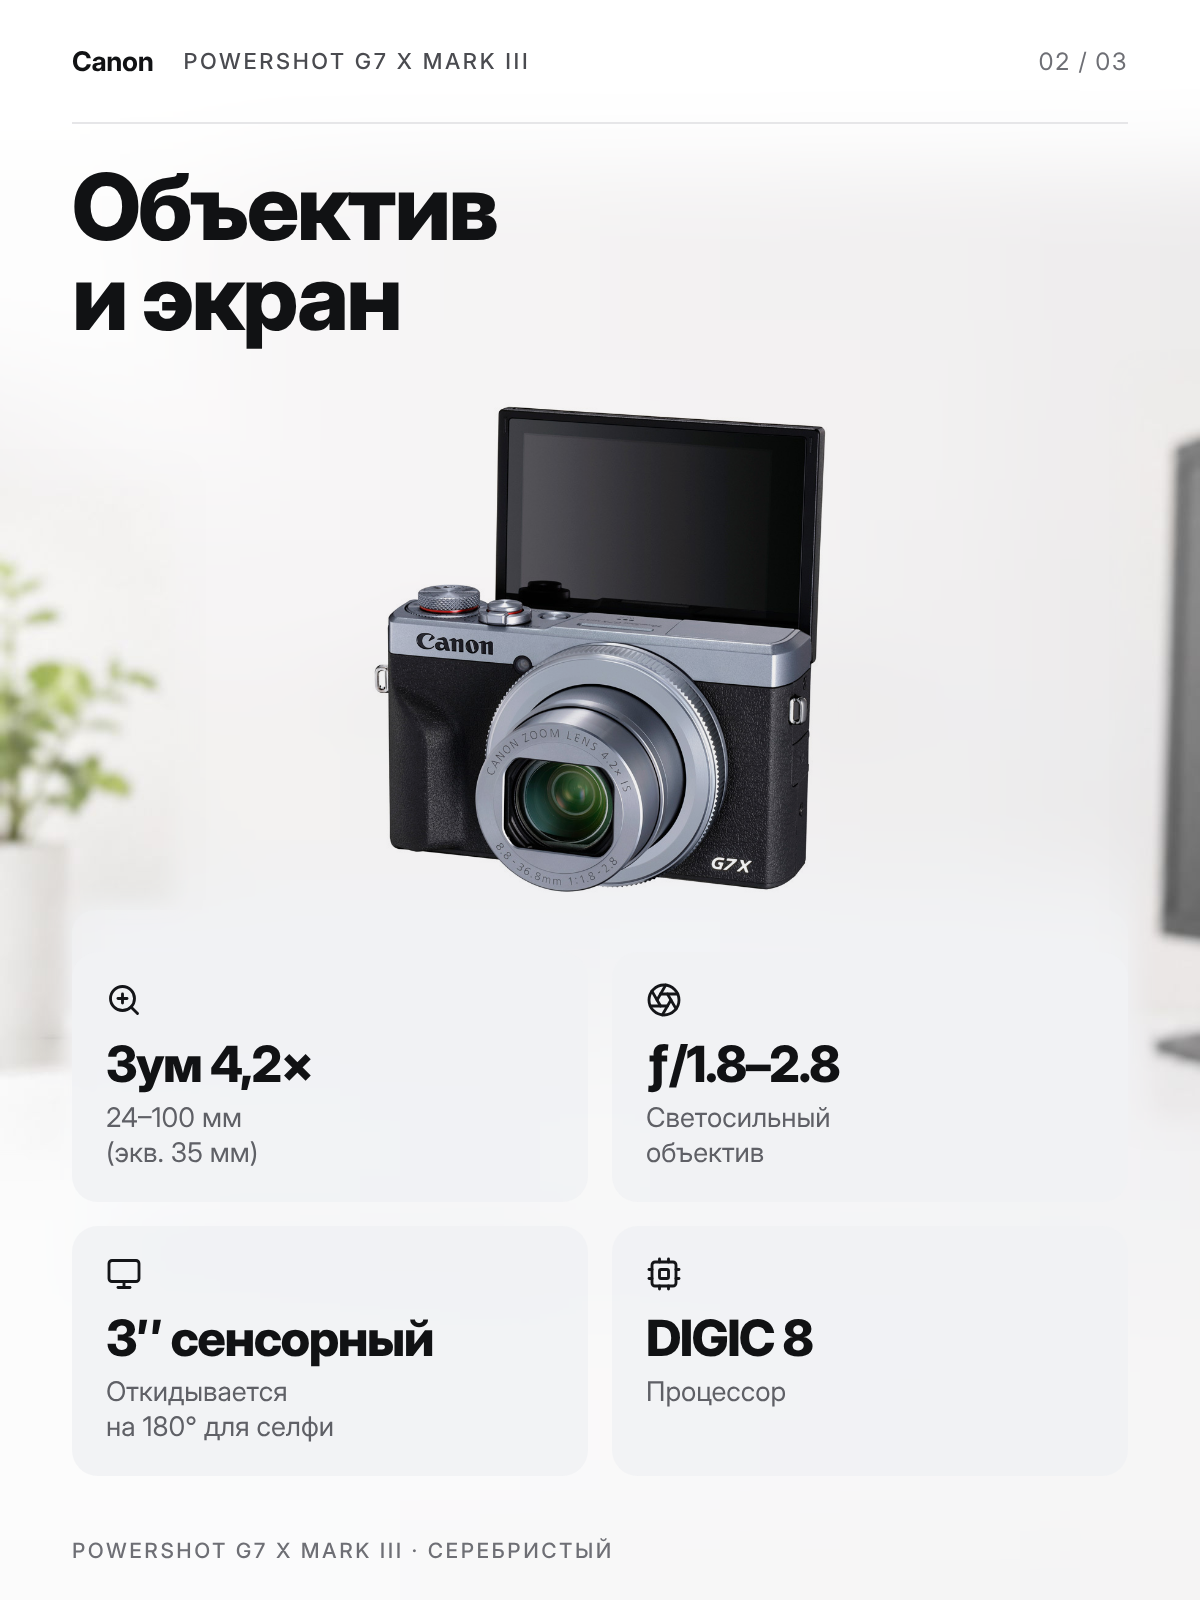 Canon POWERSHOT G7 X MARK III 02 / 03
Объектив
и экран
Canon
CANON ZOOM LENS 4.2× IS
8.8-36.8mm 1:1.8-2.8
G7X
Зум 4,2×
24–100 мм
(экв. 35 мм)
ƒ/1.8–2.8
Светосильный
объектив
3″ сенсорный
Откидывается
на 180° для селфи
DIGIC 8
Процессор
POWERSHOT G7 X MARK III · СЕРЕБРИСТЫЙ